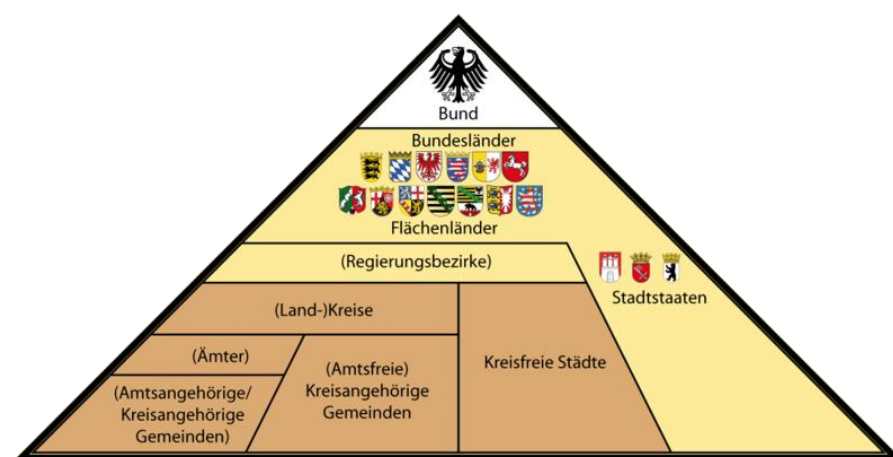 Bund
Bundesländer
Flächenländer
(Regierungsbezirke)
Stadtstaaten
(Land-)Kreise
(Ämter)
(Amtsangehörige/
Kreisangehörige
Gemeinden)
(Amtsfreie)
Kreisangehörige
Gemeinden
Kreisfreie Städte